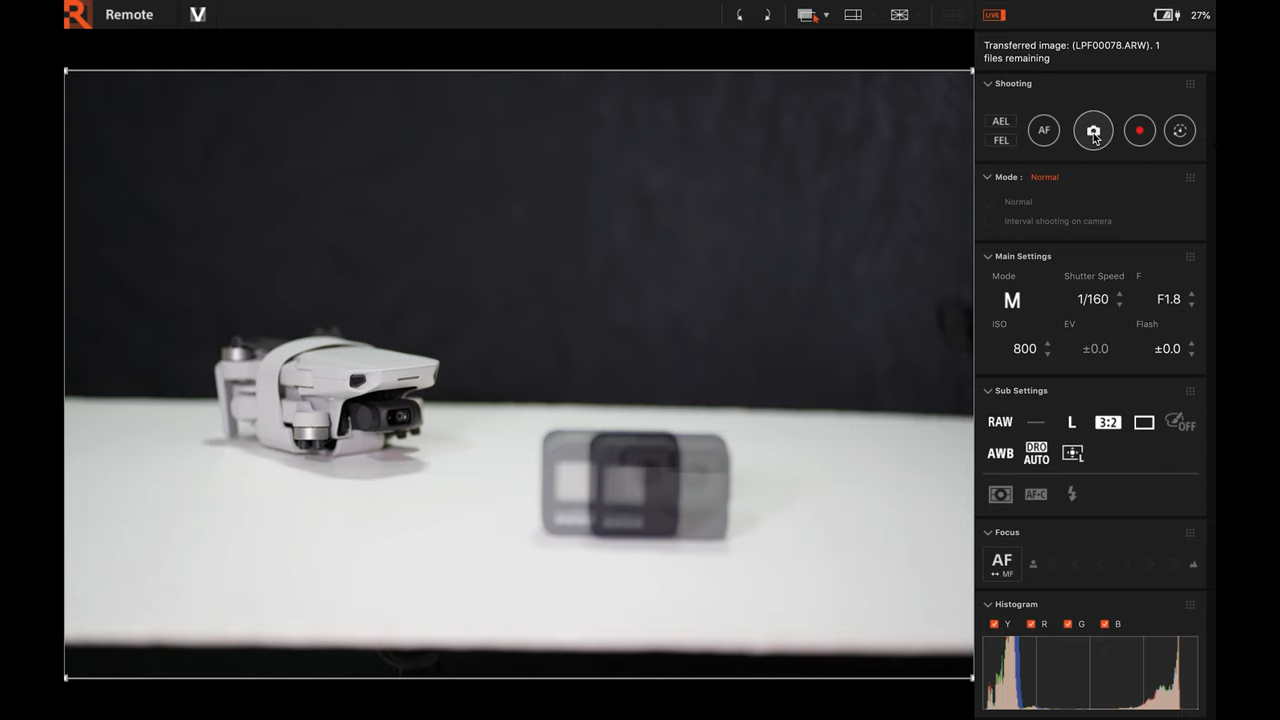 Remote
LIVE
27%
Transferred image: (LPF00078.ARW). 1
files remaining
Shooting
AEL
FEL
AF
Mode : Normal
Normal
Interval shooting on camera
Main Settings
Mode Shutter Speed F
M 1/160 F1.8
ISO EV Flash
800 ±0.0 ±0.0
Sub Settings
RAW — L 3:2 OFF
AWB DRO AUTO L
AF-C
Focus
AF
↔ MF
Histogram
Y R G B